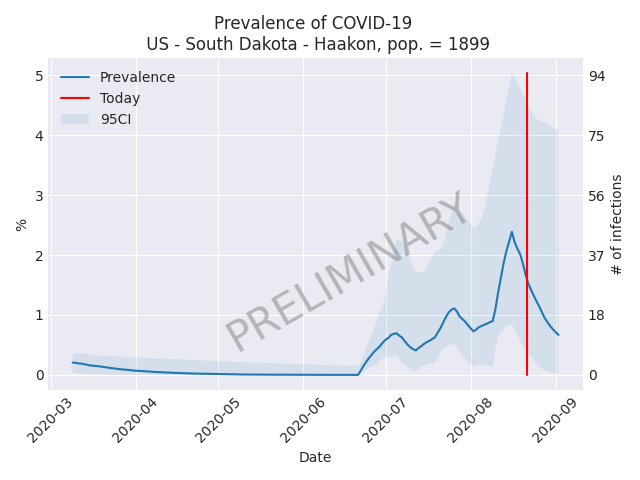 Prevalence of COVID-19
US - South Dakota - Haakon, pop. = 1899
Prevalence
Today
95CI
5
4
3
2
1
0
94
75
56
37
18
0
%
# of infections
PRELIMINARY
2020-03
2020-04
2020-05
2020-06
2020-07
2020-08
2020-09
Date